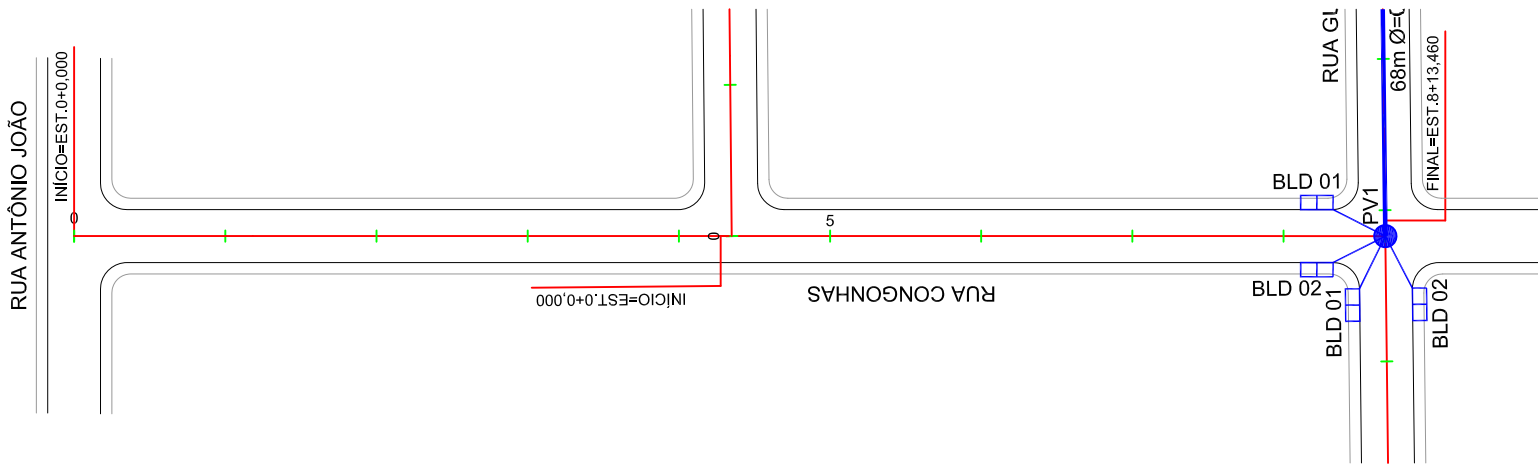 RUA ANTÔNIO JOÃO
INÍCIO=EST.0+0,000
0
0
INÍCIO=EST.0+0,000
5
RUA CONGONHAS
BLD 01
BLD 02
BLD 01
BLD 02
PV1
RUA
68m
FINAL=EST.8+13,460